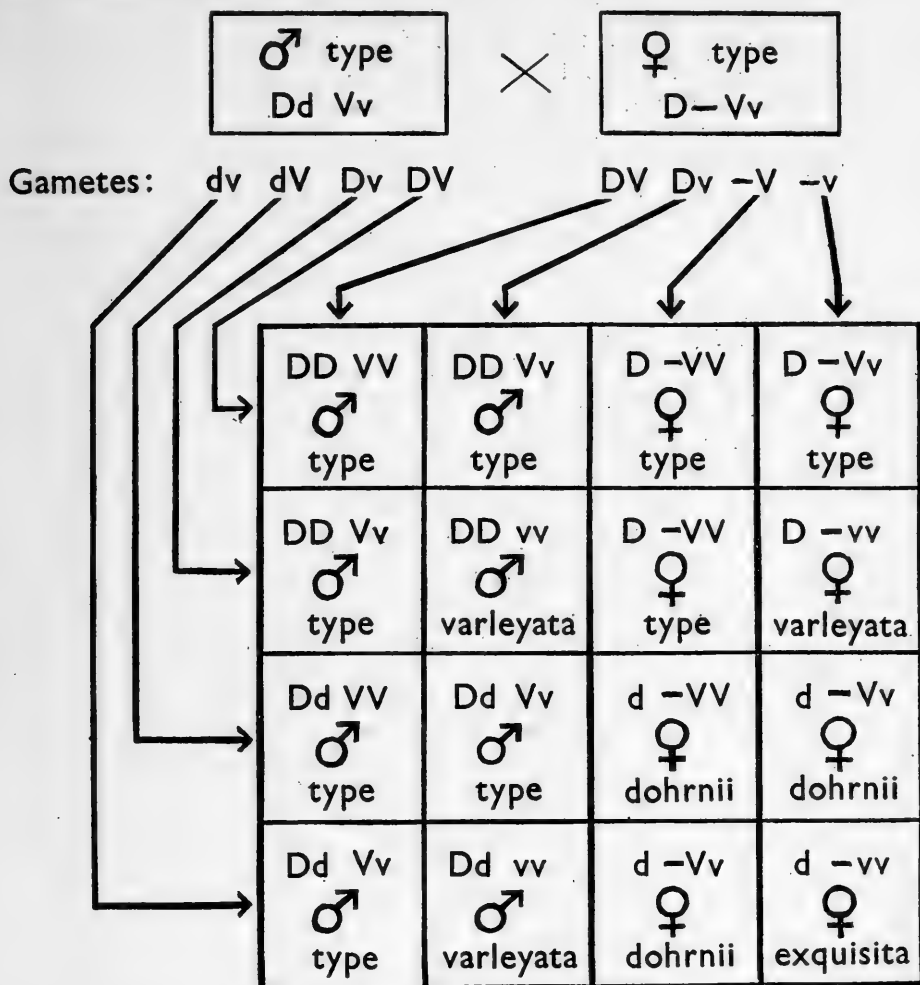 ♂ type ♀ type
Dd Vv D– Vv
Gametes: dv dV Dv DV DV Dv –V –v
DD VV DD Vv D –VV D –Vv
♂ ♂ ♀ ♀
type type type type
DD Vv DD vv D –VV D –vv
♂ ♂ ♀ ♀
type varleyata type varleyata
Dd VV Dd Vv d –VV d –Vv
♂ ♂ ♀ ♀
type type dohrnii dohrnii
Dd Vv Dd vv d –Vv d –vv
♂ ♂ ♀ ♀
type varleyata dohrnii exquisita